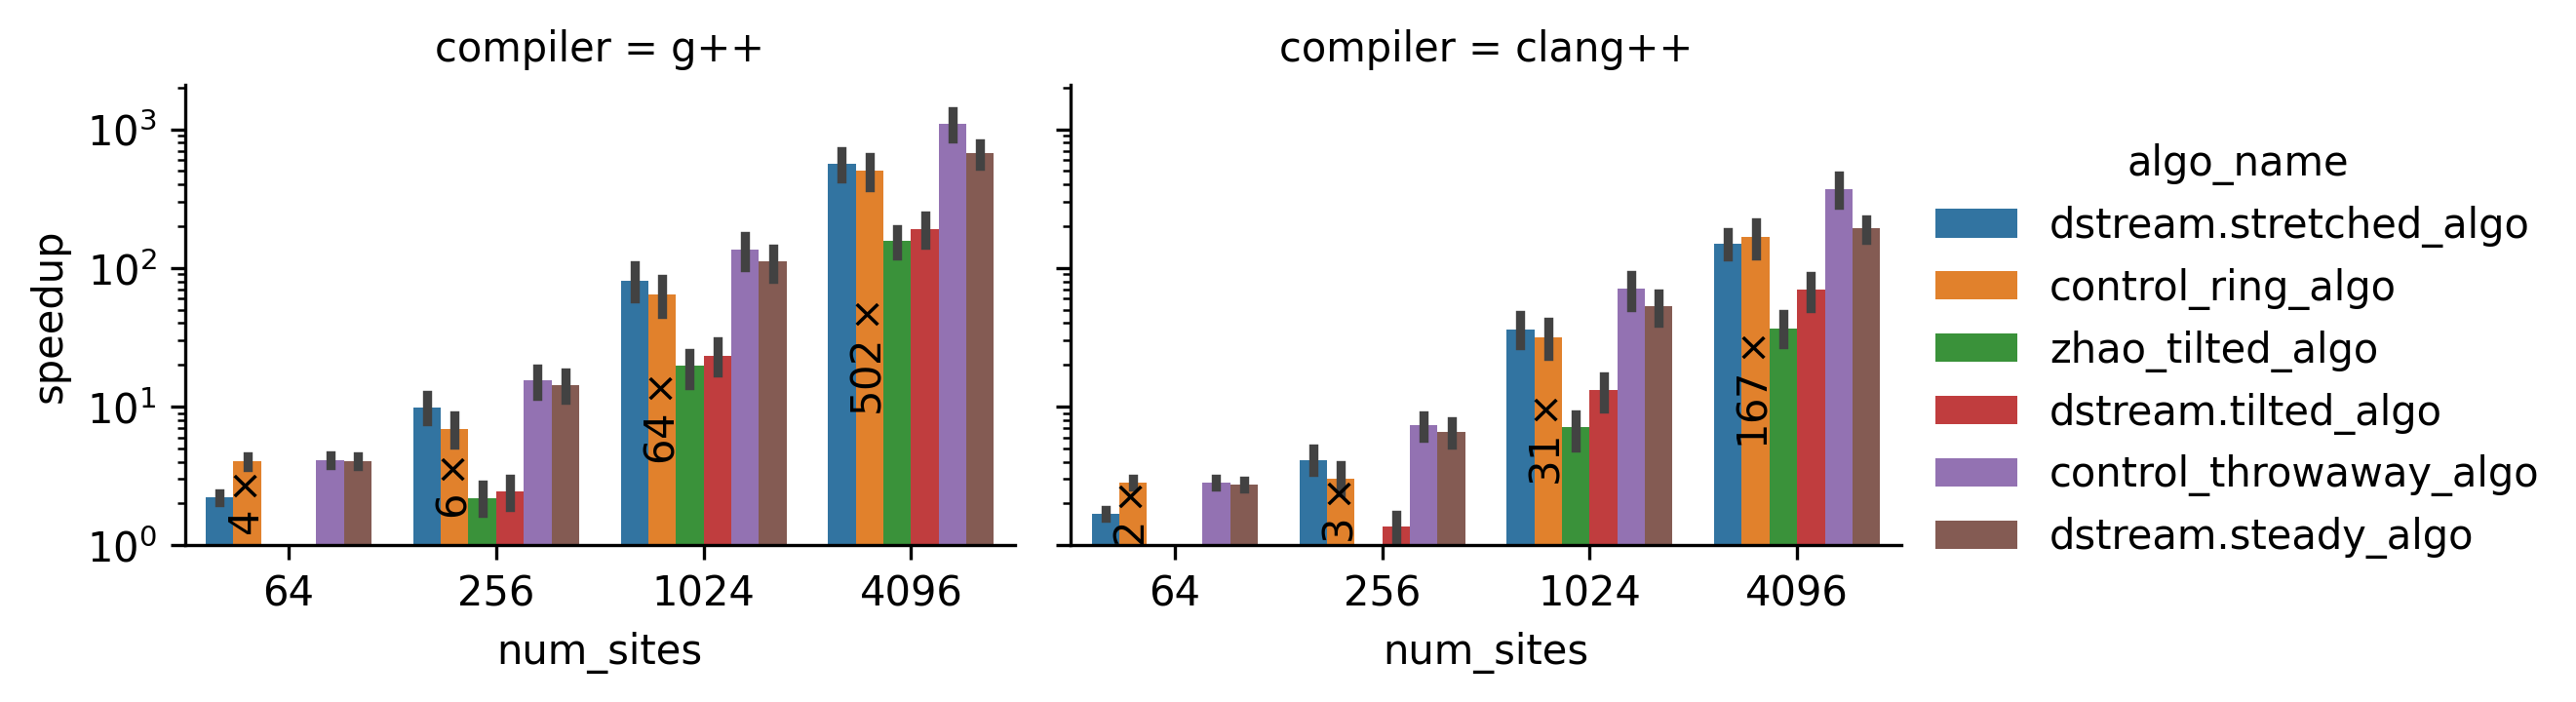 compiler = g++
compiler = clang++
speedup
10³
10²
10¹
10⁰
4 ×
6 ×
64 ×
502 ×
64
256
1024
4096
num_sites
2 ×
3 ×
31 ×
167 ×
64
256
1024
4096
num_sites
algo_name
dstream.stretched_algo
control_ring_algo
zhao_tilted_algo
dstream.tilted_algo
control_throwaway_algo
dstream.steady_algo